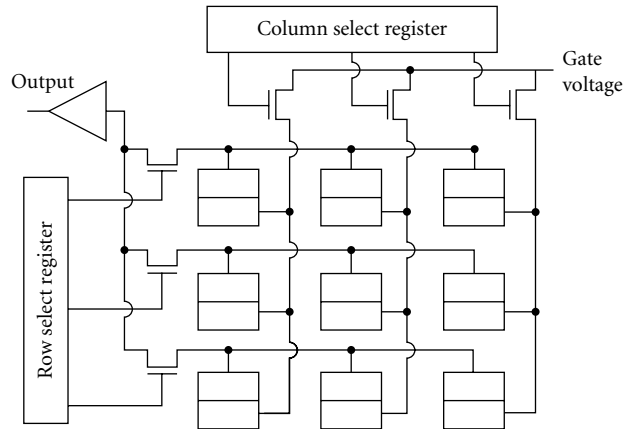 Column select register
Gate
voltage
Output
Row select register